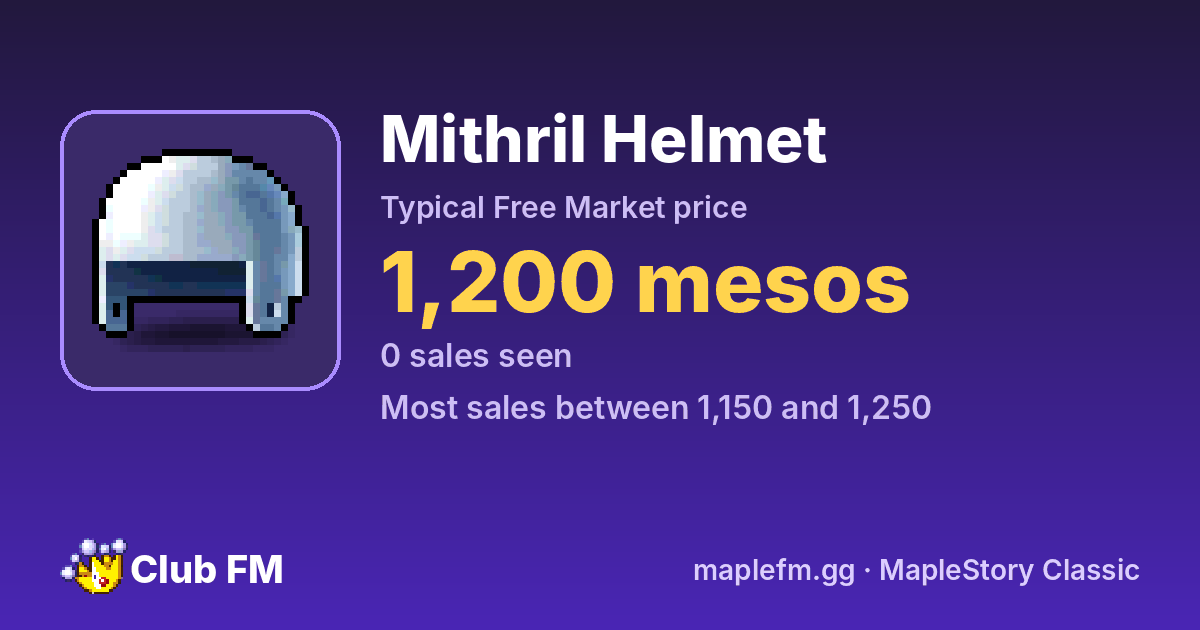 Mithril Helmet
Typical Free Market price
1,200 mesos
0 sales seen
Most sales between 1,150 and 1,250
Club FM
maplefm.gg · MapleStory Classic